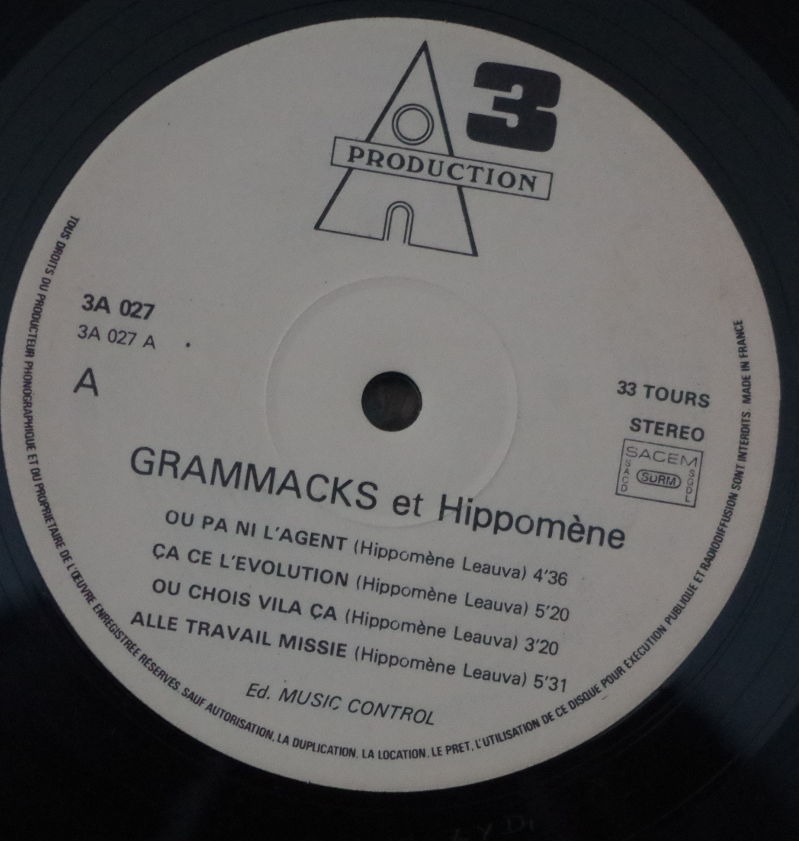 3
PRODUCTION
3A 027
3A 027 A
A
33 TOURS
STEREO
SACEM
SACD
SDRM
SGDL
GRAMMACKS et Hippomène
OU PA NI L'AGENT (Hippomène Leauva) 4'36
ÇA CE L'EVOLUTION (Hippomène Leauva) 5'20
OU CHOIS VILA ÇA (Hippomène Leauva) 3'20
ALLE TRAVAIL MISSIE (Hippomène Leauva) 5'31
Ed. MUSIC CONTROL
TOUS DROITS DU PRODUCTEUR PHONOGRAPHIQUE ET DU PROPRIETAIRE DE L'ŒUVRE ENREGISTREE RESERVES. SAUF AUTORISATION, LA DUPLICATION, LA LOCATION, LE PRET, L'UTILISATION DE CE DISQUE POUR EXECUTION PUBLIQUE ET RADIODIFFUSION SONT INTERDITS. MADE IN FRANCE